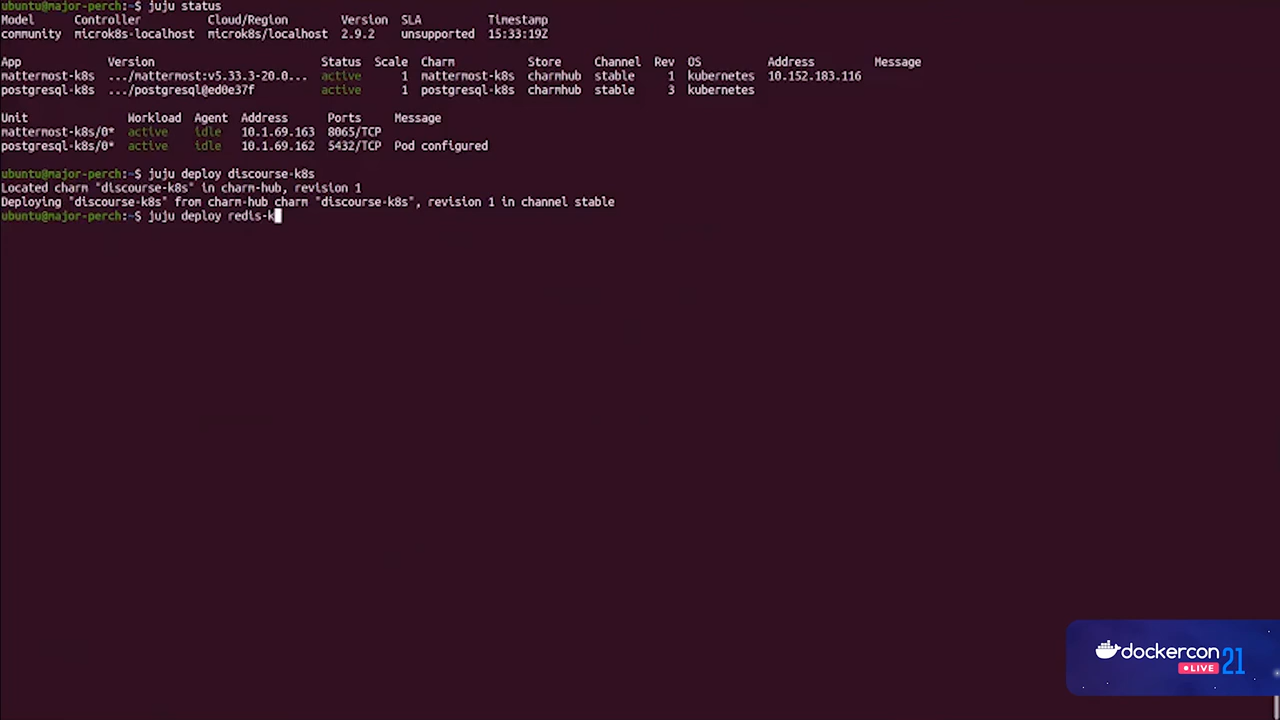 ubuntu@major-perch:~$ juju status
Model Controller Cloud/Region Version SLA Timestamp
community microk8s-localhost microk8s/localhost 2.9.2 unsupported 15:33:19Z
App Version Status Scale Charm Store Channel Rev OS Address Message
mattermost-k8s .../mattermost:v5.33.3-20.0... active 1 mattermost-k8s charmhub stable 1 kubernetes 10.152.183.116
postgresql-k8s .../postgresql@ed0e37f active 1 postgresql-k8s charmhub stable 3 kubernetes
Unit Workload Agent Address Ports Message
mattermost-k8s/0* active idle 10.1.69.163 8065/TCP
postgresql-k8s/0* active idle 10.1.69.162 5432/TCP Pod configured
ubuntu@major-perch:~$ juju deploy discourse-k8s
Located charm "discourse-k8s" in charm-hub, revision 1
Deploying "discourse-k8s" from charm-hub charm "discourse-k8s", revision 1 in channel stable
ubuntu@major-perch:~$ juju deploy redis-k
dockercon
LIVE 21